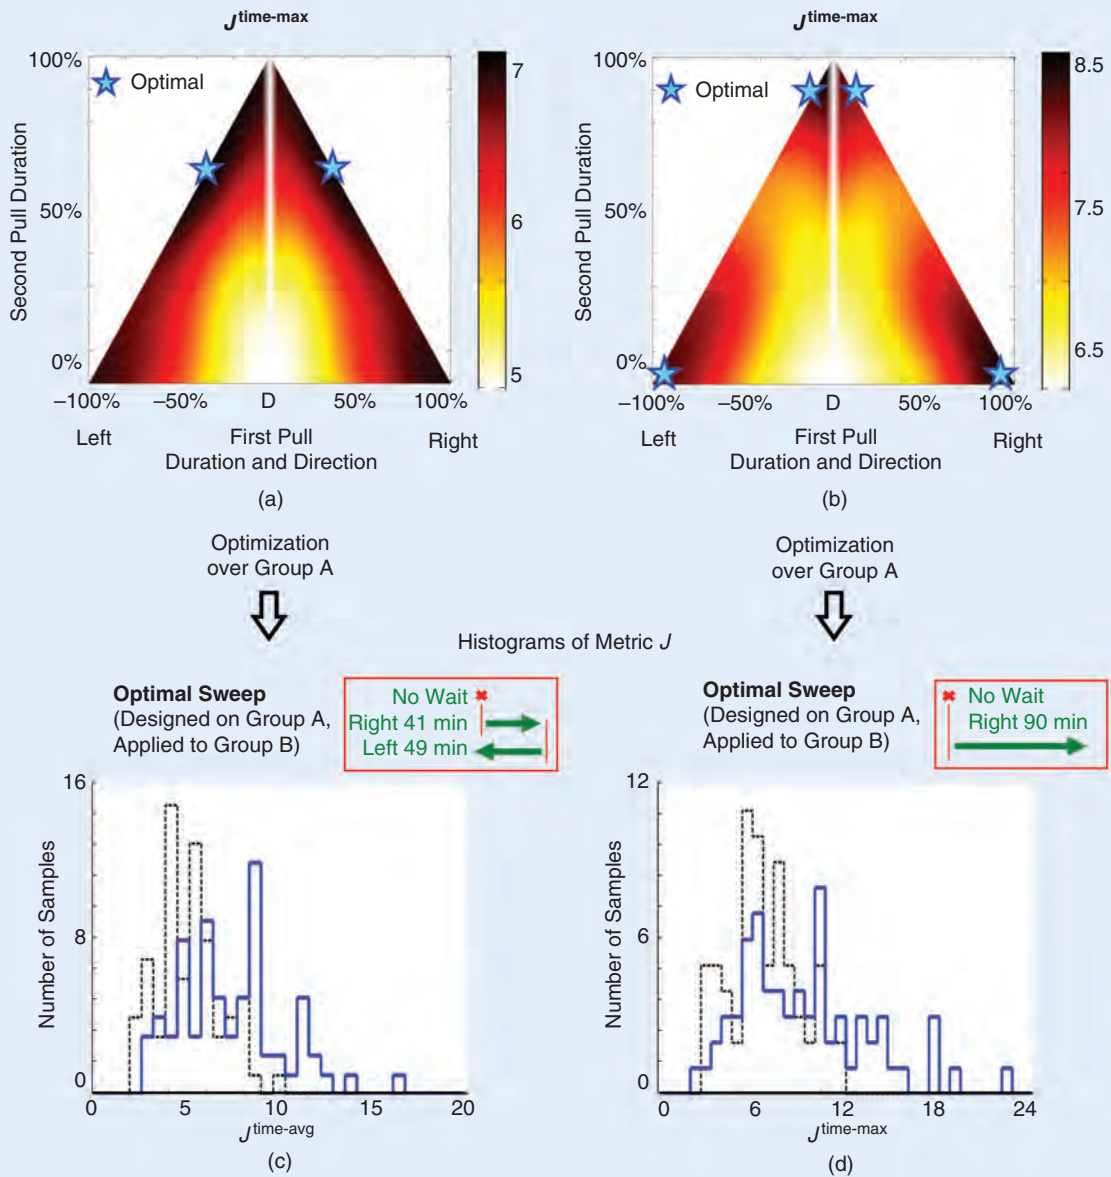 J^time-max
100%
Optimal
7
50%
6
0%
5
Second Pull Duration
–100%
–50%
D
50%
100%
Left
First Pull
Duration and Direction
Right
(a)
J^time-max
100%
Optimal
8.5
50%
7.5
0%
6.5
Second Pull Duration
–100%
–50%
D
50%
100%
Left
First Pull
Duration and Direction
Right
(b)
Optimization
over Group A
Optimization
over Group A
Histograms of Metric J
Optimal Sweep
(Designed on Group A,
Applied to Group B)
No Wait
Right 41 min
Left 49 min
16
8
0
Number of Samples
0
5
10
15
20
J^time-avg
(c)
Optimal Sweep
(Designed on Group A,
Applied to Group B)
No Wait
Right 90 min
12
6
0
Number of Samples
0
6
12
18
24
J^time-max
(d)